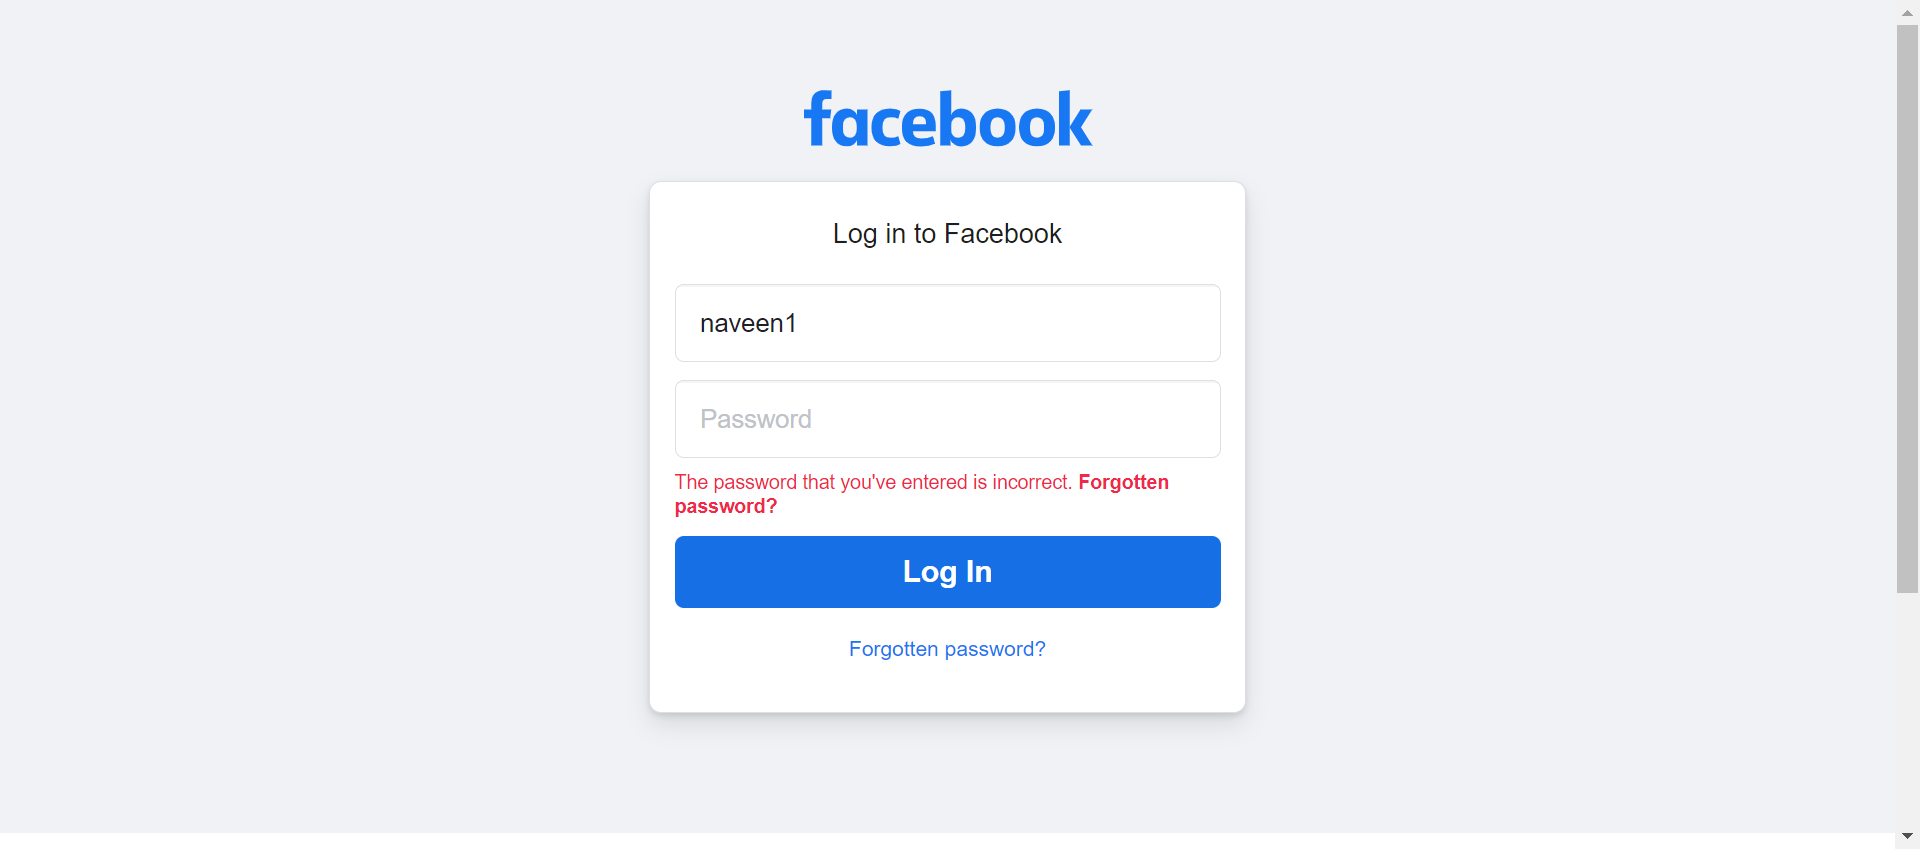 facebook
Log in to Facebook
naveen1
Password
The password that you've entered is incorrect. Forgotten
password?
Log In
Forgotten password?